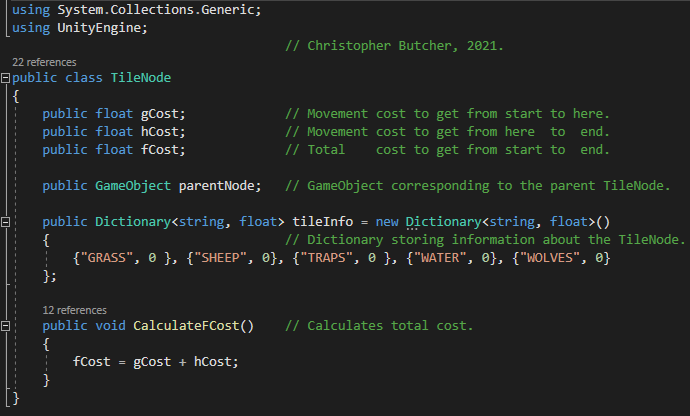 using System.Collections.Generic;
using UnityEngine;
// Christopher Butcher, 2021.
22 references
public class TileNode
{
public float gCost; // Movement cost to get from start to here.
public float hCost; // Movement cost to get from here to end.
public float fCost; // Total cost to get from start to end.
public GameObject parentNode; // GameObject corresponding to the parent TileNode.
public Dictionary<string, float> tileInfo = new Dictionary<string, float>()
{ // Dictionary storing information about the TileNode.
{"GRASS", 0 }, {"SHEEP", 0}, {"TRAPS", 0 }, {"WATER", 0}, {"WOLVES", 0}
};
12 references
public void CalculateFCost() // Calculates total cost.
{
fCost = gCost + hCost;
}
}